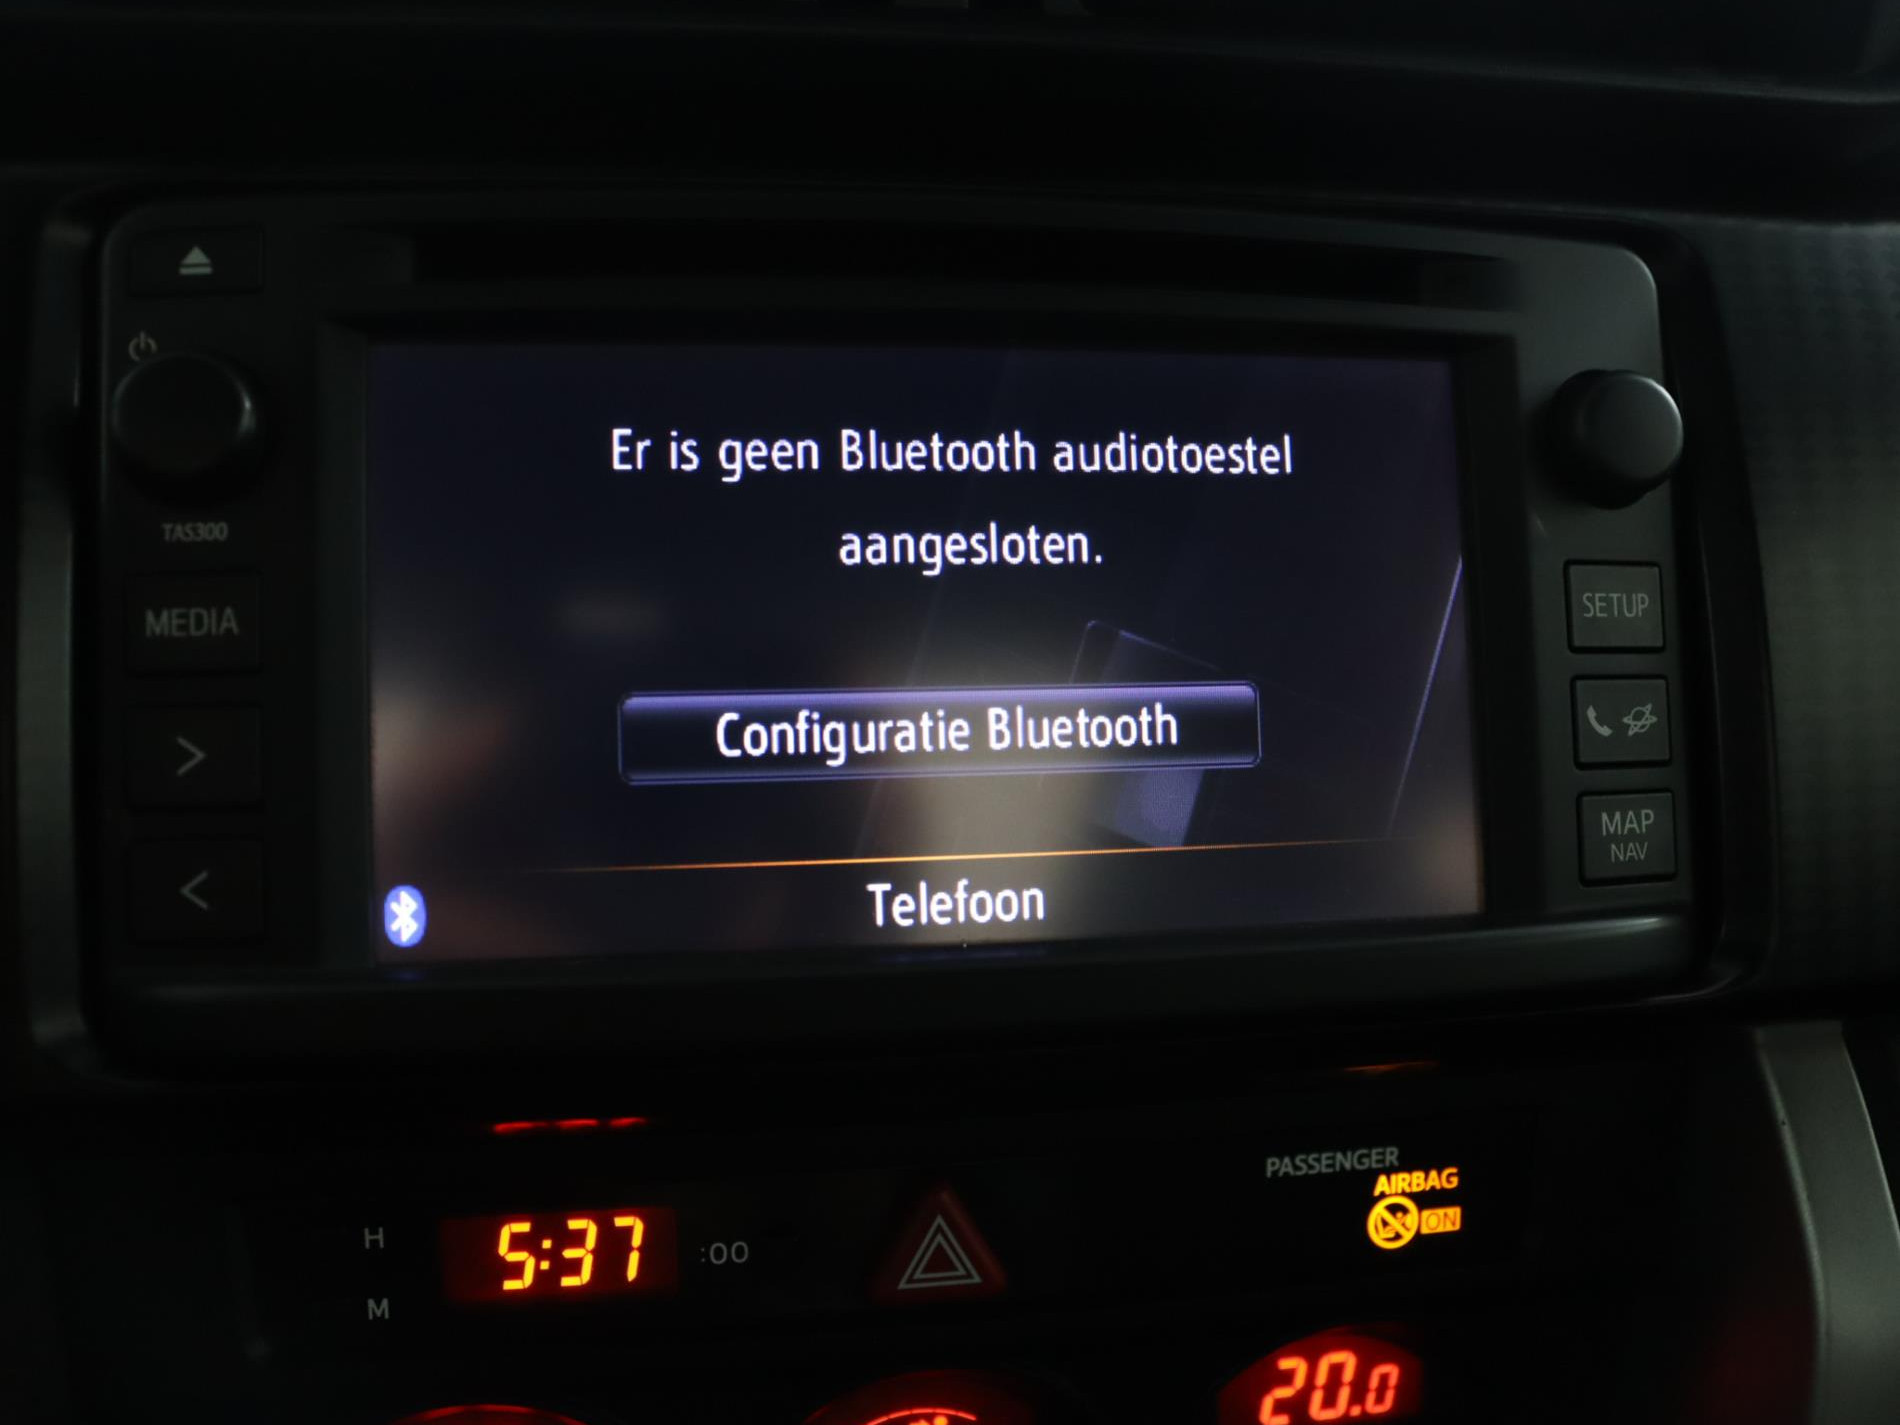 TAS300
MEDIA
Er is geen Bluetooth audiotoestel
aangesloten.
Configuratie Bluetooth
Telefoon
SETUP
MAP
NAV
PASSENGER
AIRBAG
ON
H
5:37
:00
M
20.0